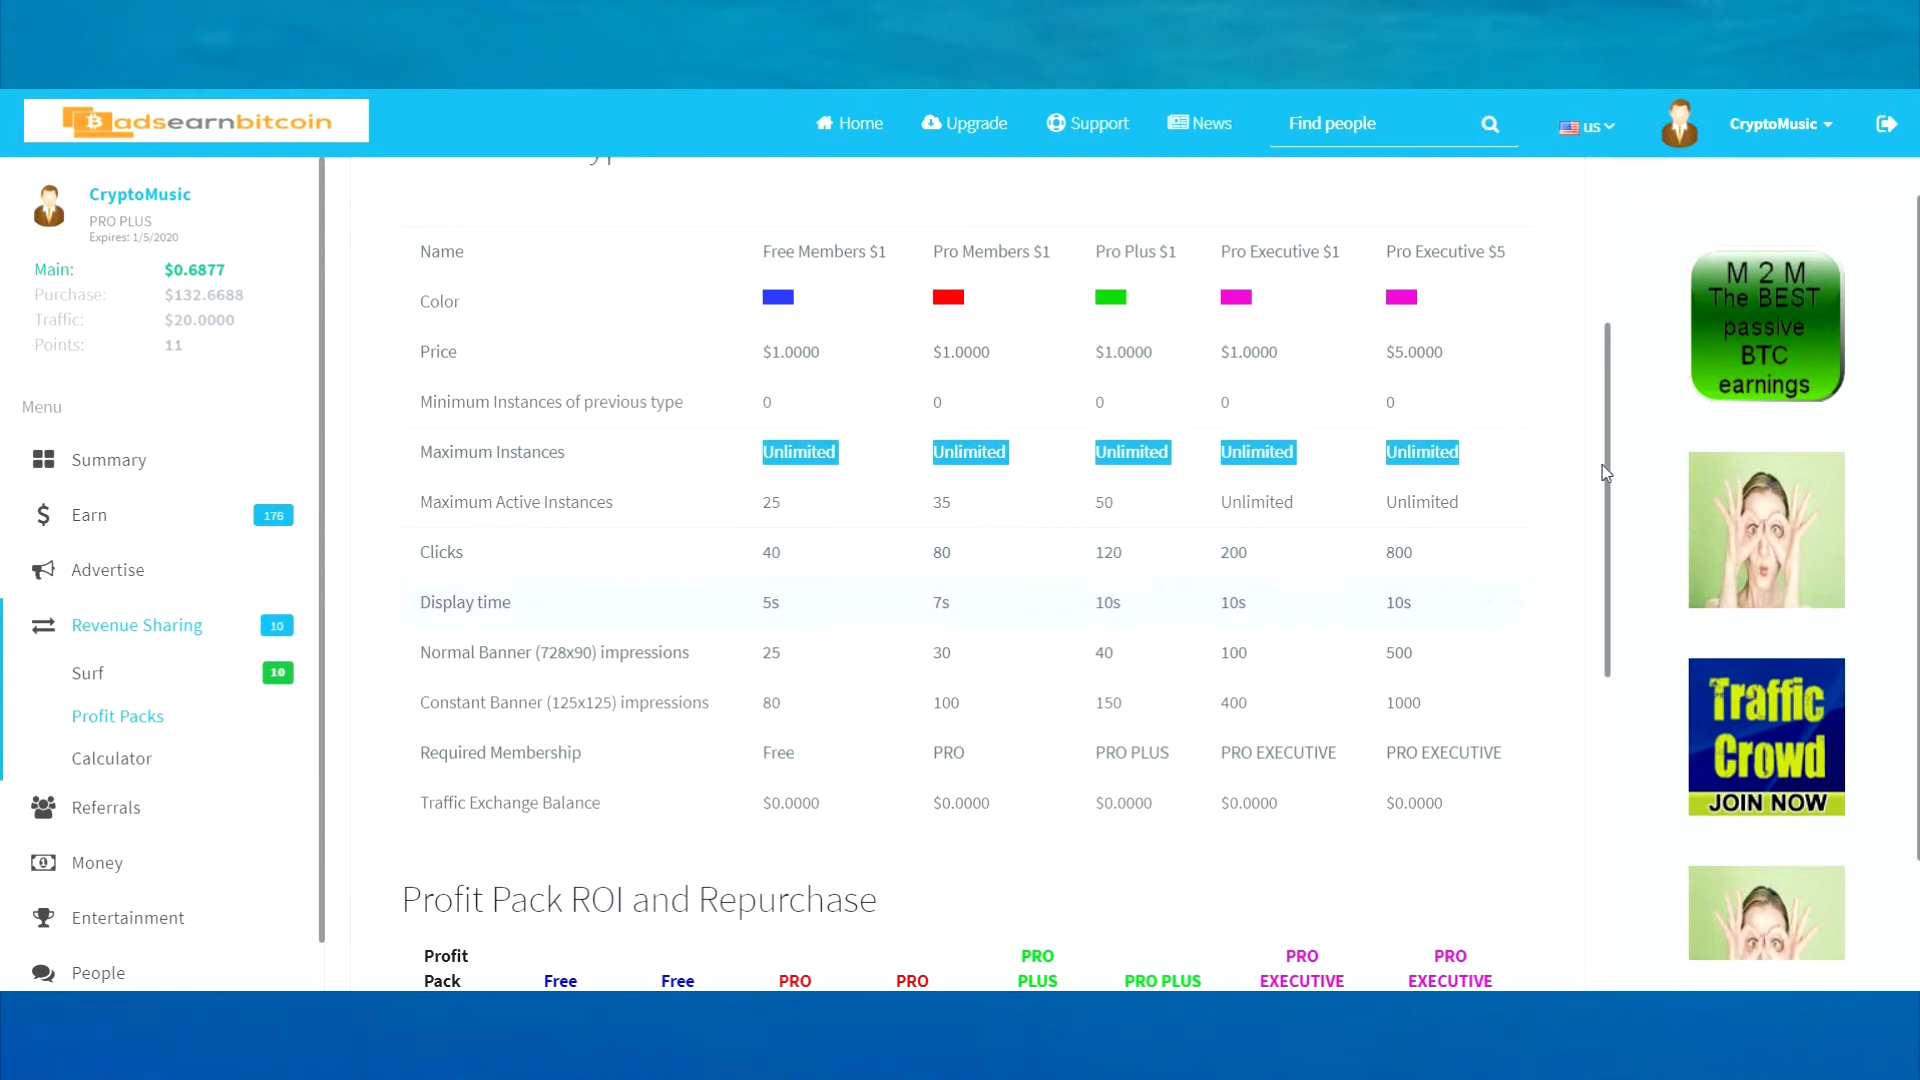 adsearnbitcoin
Home
Upgrade
Support
News
Find people
us
CryptoMusic
CryptoMusic
PRO PLUS
Expires: 1/5/2020
Main: $0.6877
Purchase: $132.6688
Traffic: $20.0000
Points: 11
Menu
Summary
Earn 176
Advertise
Revenue Sharing 10
Surf 10
Profit Packs
Calculator
Referrals
Money
Entertainment
People
Name Free Members $1 Pro Members $1 Pro Plus $1 Pro Executive $1 Pro Executive $5
Color
Price $1.0000 $1.0000 $1.0000 $1.0000 $5.0000
Minimum Instances of previous type 0 0 0 0 0
Maximum Instances Unlimited Unlimited Unlimited Unlimited Unlimited
Maximum Active Instances 25 35 50 Unlimited Unlimited
Clicks 40 80 120 200 800
Display time 5s 7s 10s 10s 10s
Normal Banner (728x90) impressions 25 30 40 100 500
Constant Banner (125x125) impressions 80 100 150 400 1000
Required Membership Free PRO PRO PLUS PRO EXECUTIVE PRO EXECUTIVE
Traffic Exchange Balance $0.0000 $0.0000 $0.0000 $0.0000 $0.0000
Profit Pack ROI and Repurchase
Profit PRO PRO PRO
Pack Free Free PRO PRO PLUS PRO PLUS EXECUTIVE EXECUTIVE
M 2 M
The BEST
passive
BTC
earnings
Traffic
Crowd
JOIN NOW